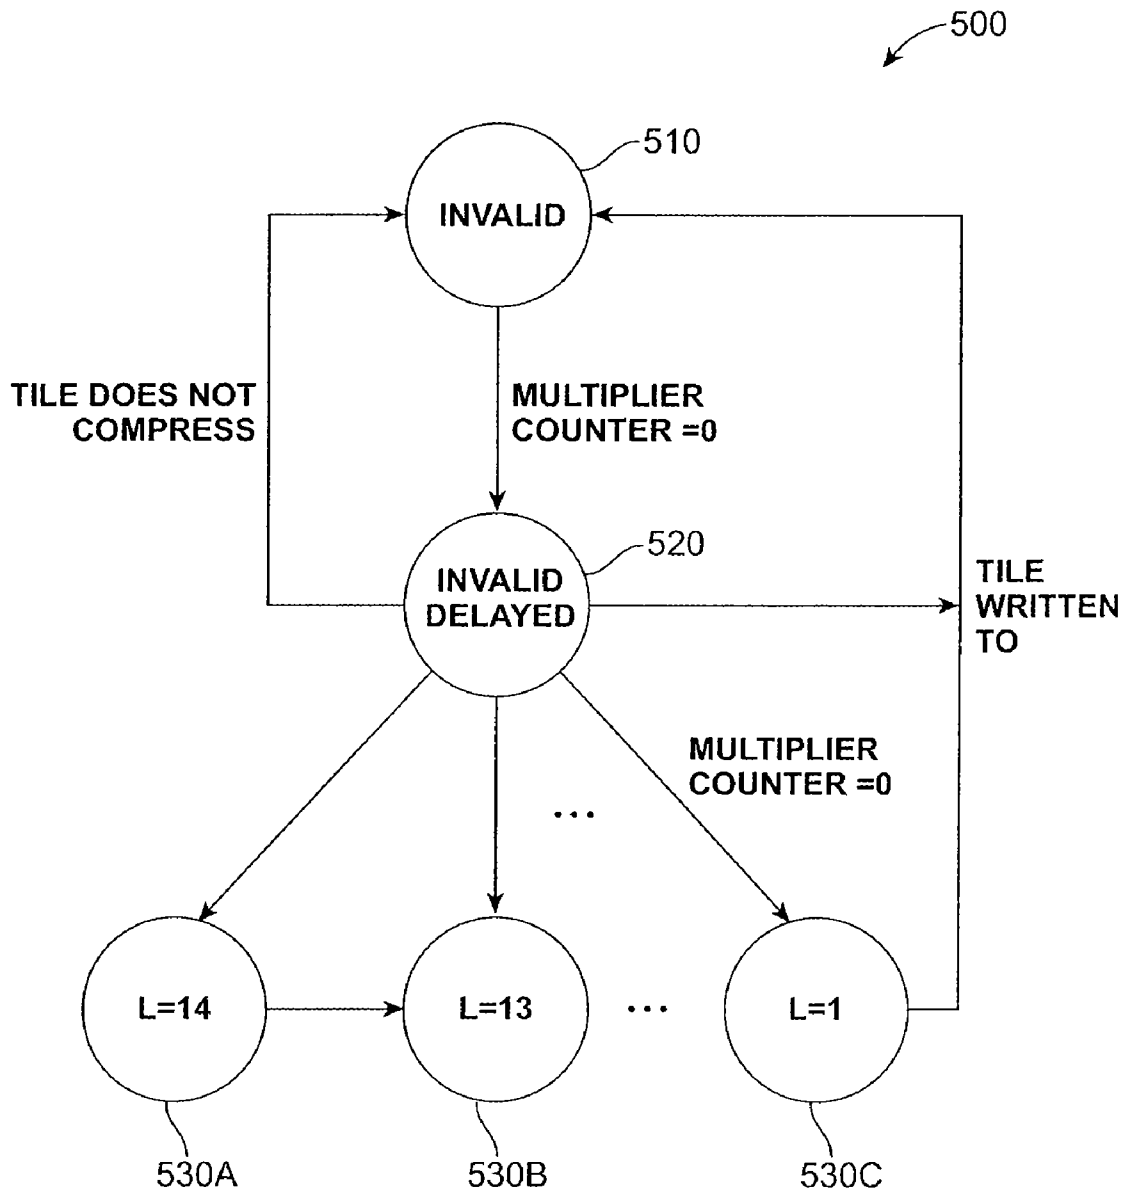 500
510
INVALID
TILE DOES NOT
COMPRESS
MULTIPLIER
COUNTER =0
520
INVALID
DELAYED
TILE
WRITTEN
TO
MULTIPLIER
COUNTER =0
...
L=14
L=13
...
L=1
530A
530B
530C